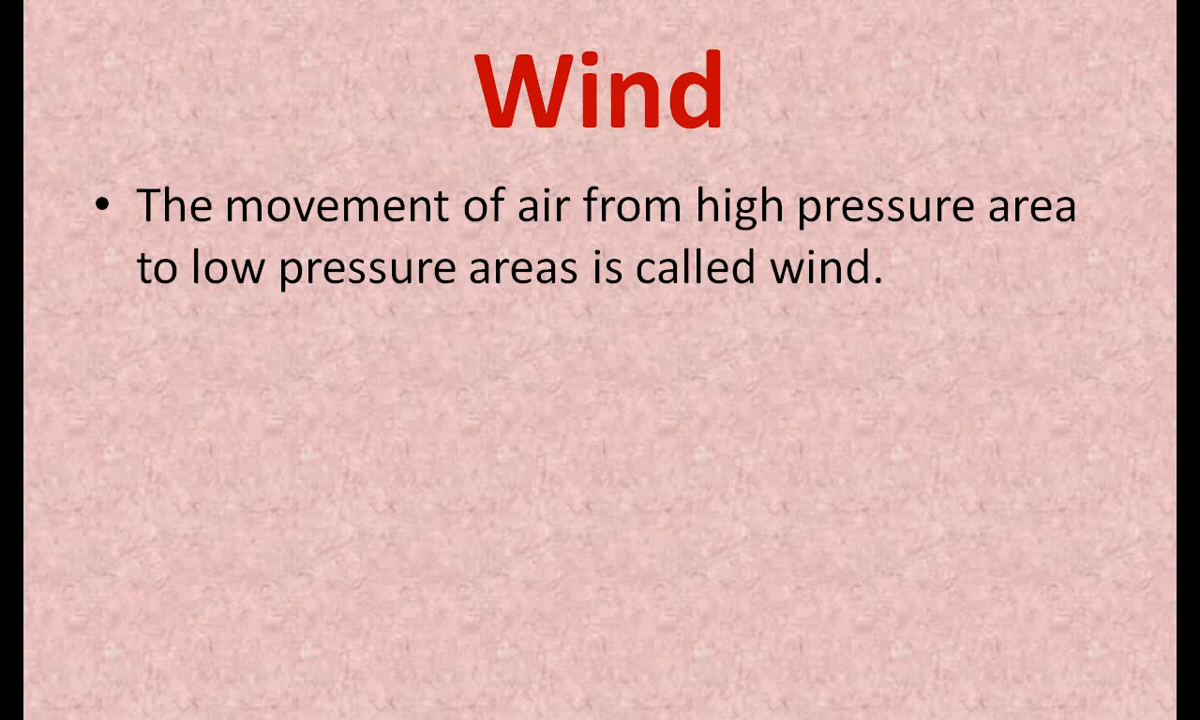 Wind
• The movement of air from high pressure area
to low pressure areas is called wind.